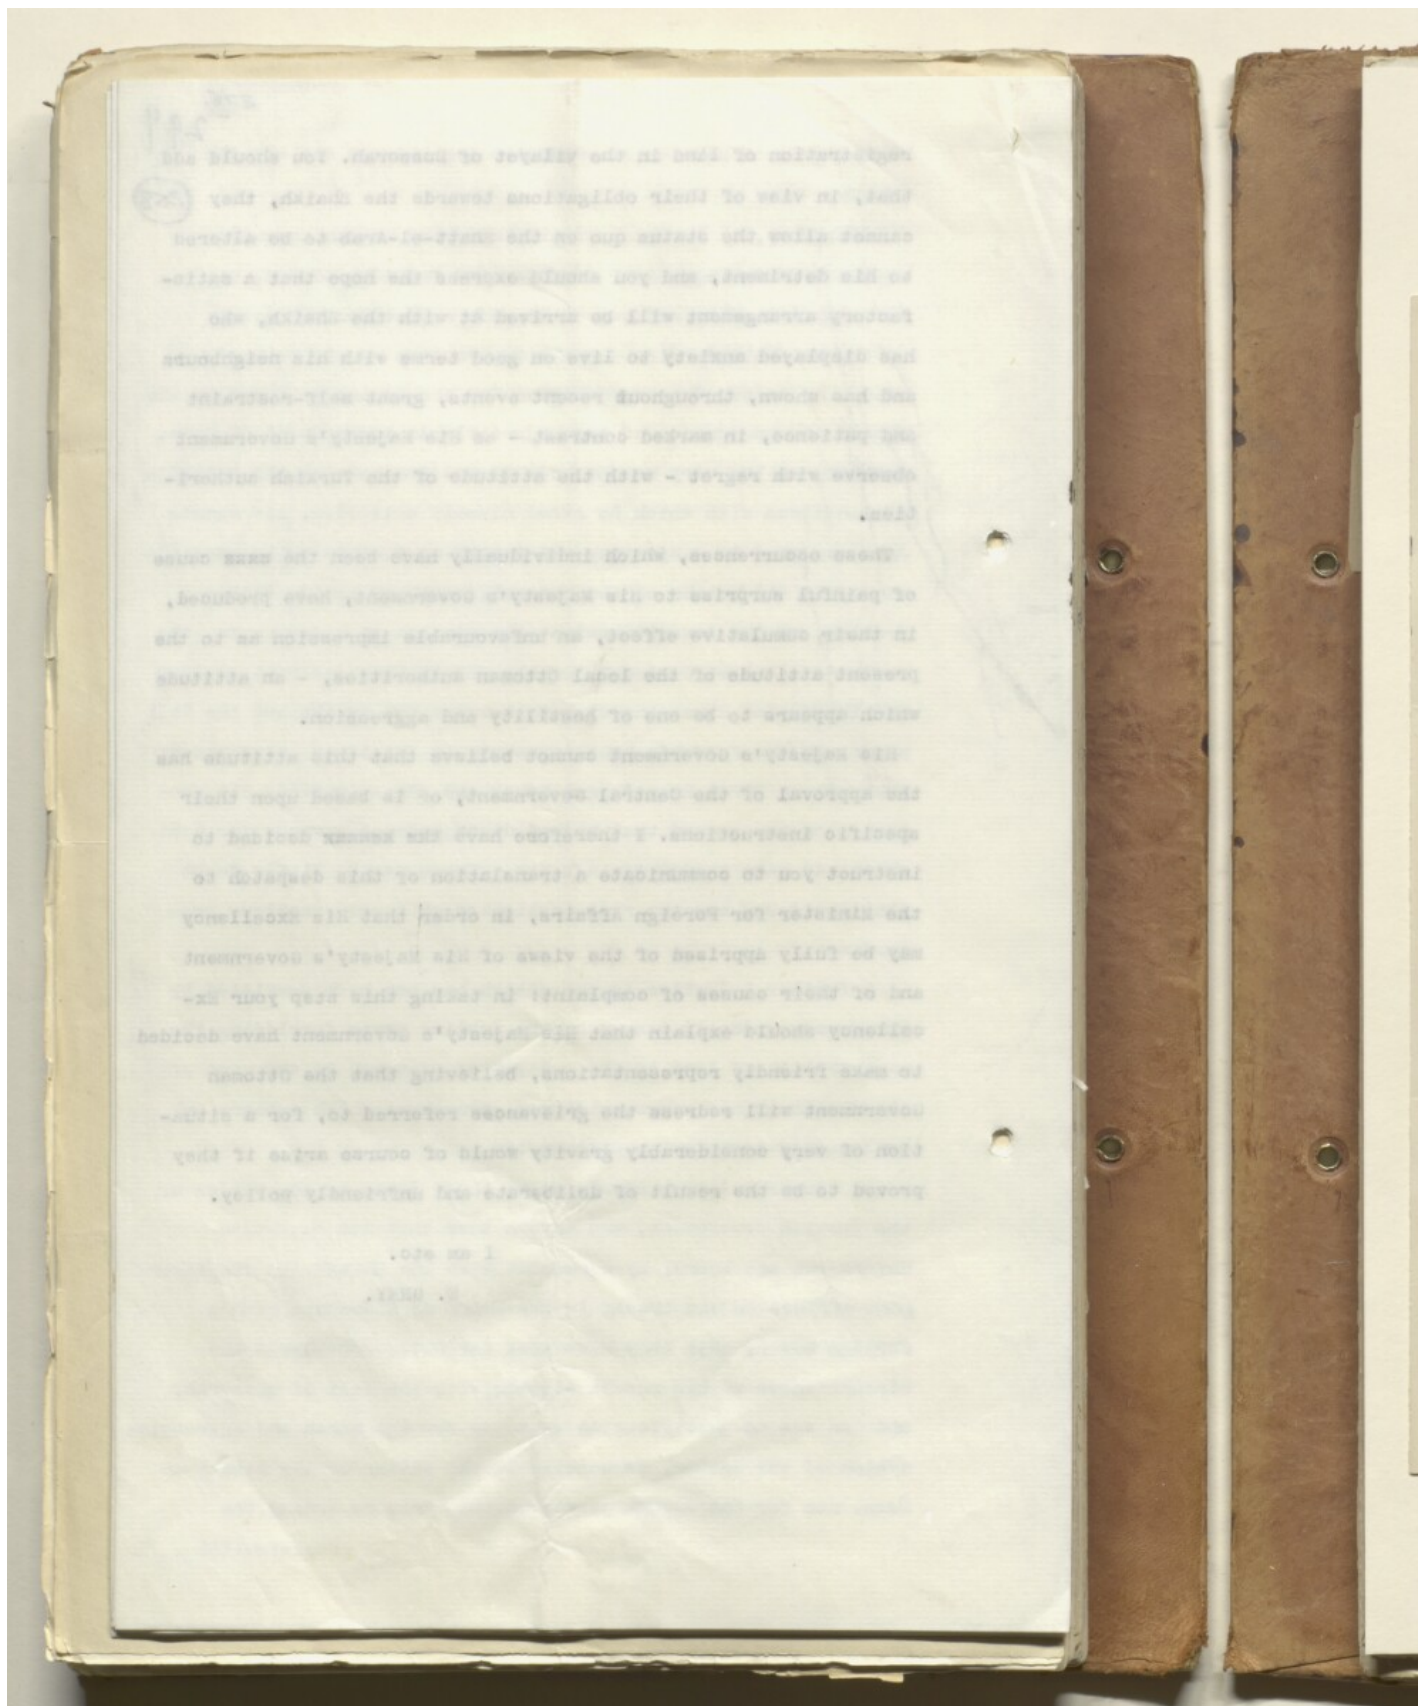 registration of land in the vilayet of Bussorah. You should add
that, in view of their obligations towards the Shaikh, they
cannot allow the status quo on the Shatt-el-Arab to be altered
to his detriment, and you should express the hope that a satis-
factory arrangement will be arrived at with the Shaikh, who
has displayed anxiety to live on good terms with his neighbours
and has shown, throughout recent events, great self-restraint
and patience, in marked contrast - as His Majesty's Government
observe with regret - with the attitude of the Turkish authori-
ties.
These occurrences, which individually have been the cause
of painful surprise to His Majesty's Government, have produced,
in their cumulative effect, an unfavourable impression as to the
present attitude of the local Ottoman Authorities, - an attitude
which appears to be one of hostility and aggression.
His Majesty's Government cannot believe that this attitude has
the approval of the Central Government, or is based upon their
specific instructions. I therefore have the decided to
instruct you to communicate a translation of this despatch to
the Minister for Foreign Affairs, in order that His Excellency
may be fully apprised of the views of His Majesty's Government
and of their causes of complaint: in taking this step your Ex-
cellency should explain that His Majesty's Government have decided
to make friendly representations, believing that the Ottoman
Government will redress the grievances referred to, for a situa-
tion of very considerably gravity would of course arise if they
proved to be the result of deliberate and unfriendly policy.
I am etc.
E. GREY.